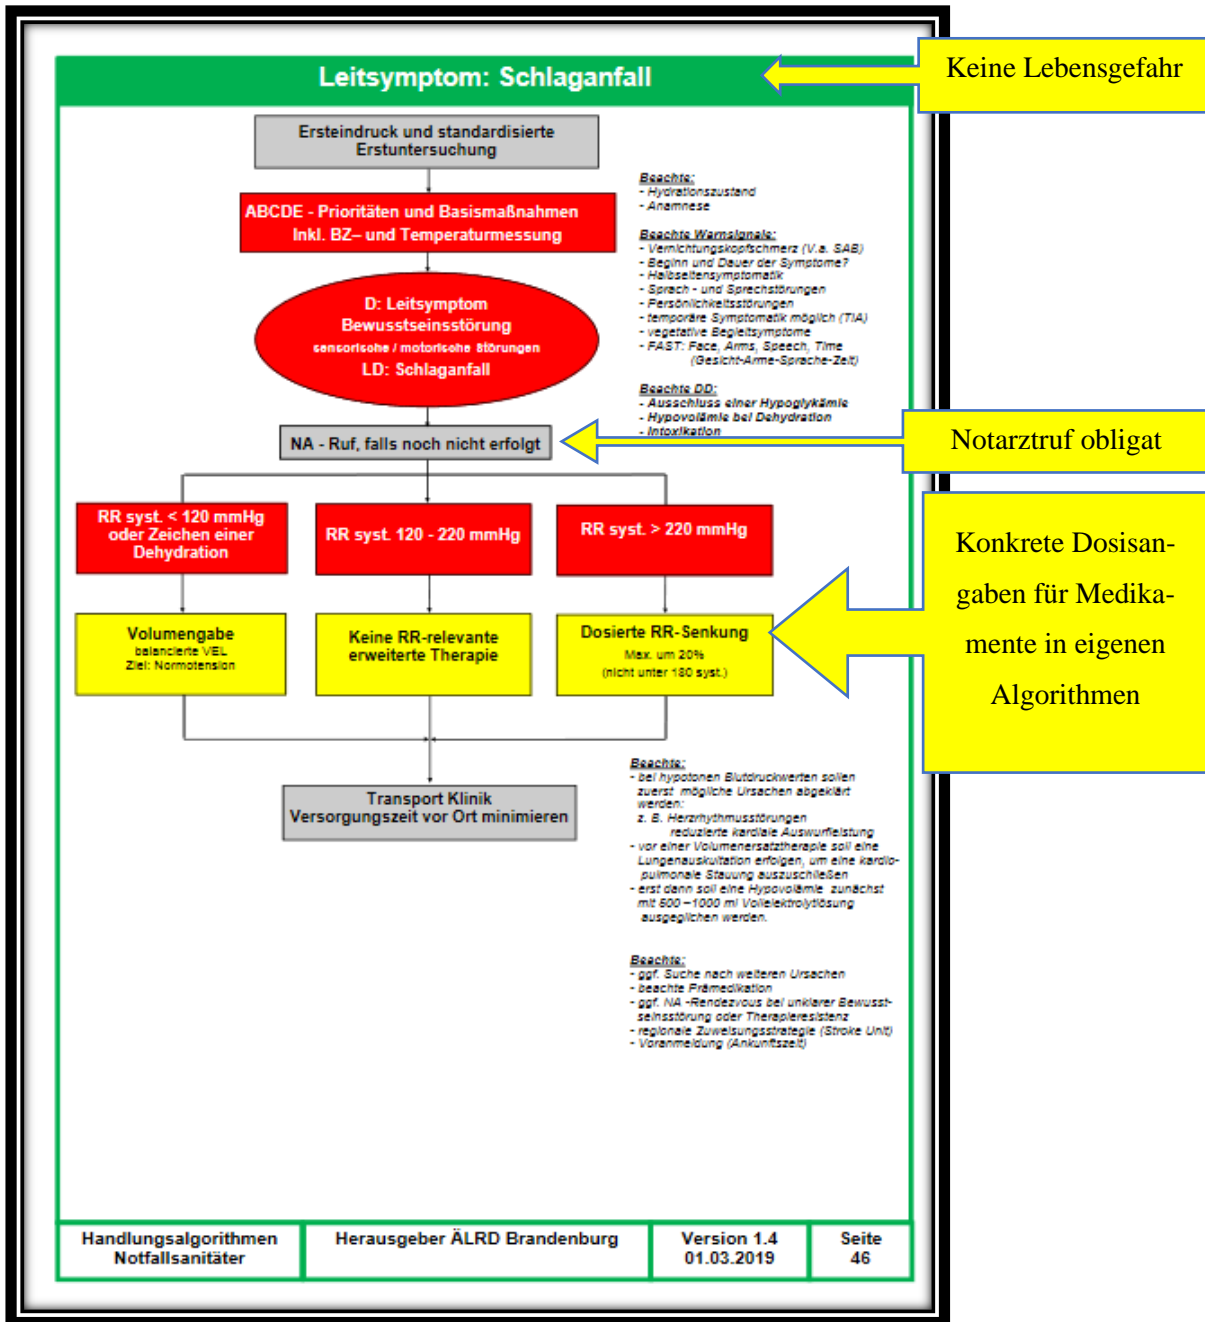 Leitsymptom: Schlaganfall
Keine Lebensgefahr
Ersteindruck und standardisierte
Erstuntersuchung
ABCDE - Prioritäten und Basismaßnahmen
Inkl. BZ– und Temperaturmessung
Beachte:
- Hydrationszustand
- Anamnese
Beachte Warnsignale:
- Vernichtungskopfschmerz (V.a. SAB)
- Beginn und Dauer der Symptome?
- Halbseitensymptomatik
- Sprach - und Sprechstörungen
- Persönlichkeitsstörungen
- temporäre Symptomatik möglich (TIA)
- vegetative Begleitsymptome
- FAST: Face, Arms, Speech, Time
(Gesicht-Arme-Sprache-Zeit)
D: Leitsymptom
Bewusstseinsstörung
sensorische / motorische Störungen
LD: Schlaganfall
Beachte DD:
- Ausschluss einer Hypoglykämie
- Hypovolämie bei Dehydration
- Intoxikation
NA - Ruf, falls noch nicht erfolgt
Notarztruf obligat
RR syst. < 120 mmHg
oder Zeichen einer
Dehydration
RR syst. 120 - 220 mmHg
RR syst. > 220 mmHg
Konkrete Dosisan-
gaben für Medika-
mente in eigenen
Algorithmen
Volumengabe
balancierte VEL
Ziel: Normotension
Keine RR-relevante
erweiterte Therapie
Dosierte RR-Senkung
Max. um 20%
(nicht unter 180 syst.)
Transport Klinik
Versorgungszeit vor Ort minimieren
Beachte:
- bei hypotonen Blutdruckwerten sollen
zuerst mögliche Ursachen abgeklärt
werden:
z. B. Herzrhythmusstörungen
reduzierte kardiale Auswurfleistung
- vor einer Volumenersatztherapie soll eine
Lungenauskultation erfolgen, um eine kardio-
pulmonale Stauung auszuschließen
- erst dann soll eine Hypovolämie zunächst
mit 500 –1000 ml Vollelektrolytlösung
ausgeglichen werden.
Beachte:
- ggf. Suche nach weiteren Ursachen
- beachte Prämedikation
- ggf. NA -Rendezvous bei unklarer Bewusst-
seinsstörung oder Therapieresistenz
- regionale Zuweisungsstrategie (Stroke Unit)
- Voranmeldung (Ankunftszeit)
Handlungsalgorithmen
Notfallsanitäter
Herausgeber ÄLRD Brandenburg
Version 1.4
01.03.2019
Seite
46